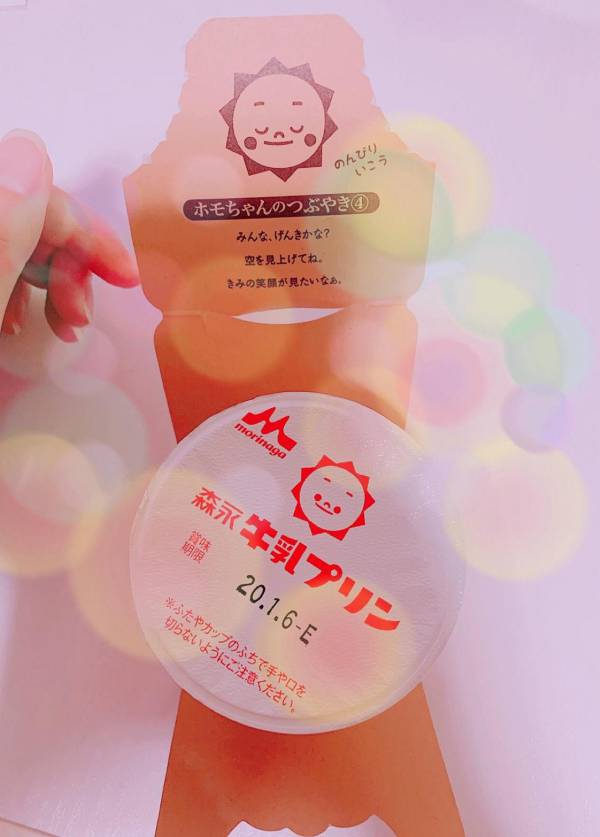 のんびり
いこう
ホモちゃんのつぶやき④
みんな、げんきかな?
空を見上げてね。
きみの笑顔が見たいなぁ。
morinaga
森永 牛乳プリン
賞味
期限
20.1.6-E
※ふたやカップのふちで手や口を
切らないようにご注意ください。